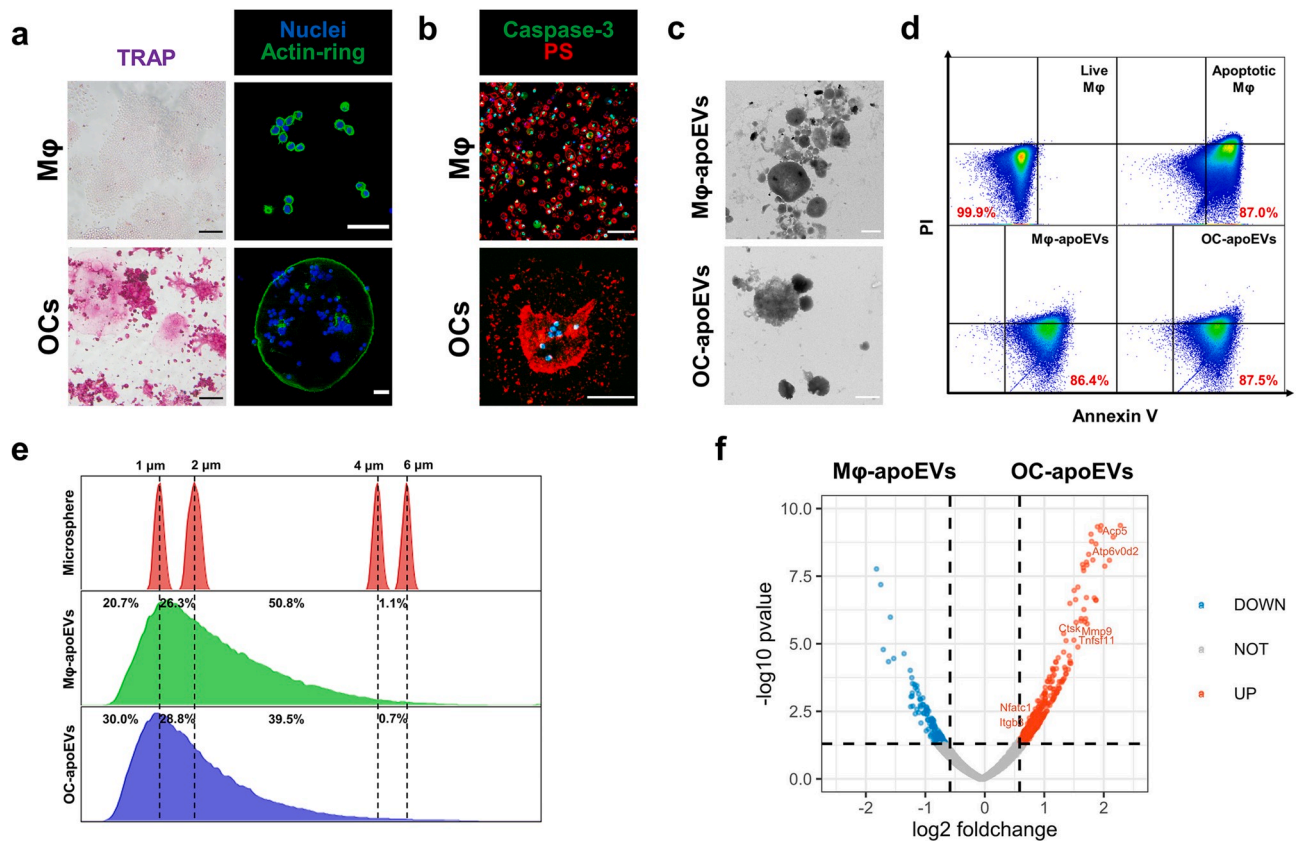 a
TRAP
Nuclei
Actin-ring
Mφ
OCs
b
Caspase-3
PS
Mφ
OCs
c
Mφ-apoEVs
OC-apoEVs
d
Live
Mφ
Apoptotic
Mφ
99.9%
87.0%
Mφ-apoEVs
OC-apoEVs
86.4%
87.5%
PI
Annexin V
e
1 μm
2 μm
4 μm
6 μm
Microsphere
20.7%
26.3%
50.8%
1.1%
Mφ-apoEVs
30.0%
28.8%
39.5%
0.7%
OC-apoEVs
f
Mφ-apoEVs
OC-apoEVs
10.0
7.5
5.0
2.5
0.0
-log10 pvalue
Acp5
Atp6v0d2
Ctsk
Mmp9
Tnfsf11
Nfatc1
Itgb3
-2
-1
0
1
2
log2 foldchange
a DOWN
a NOT
a UP